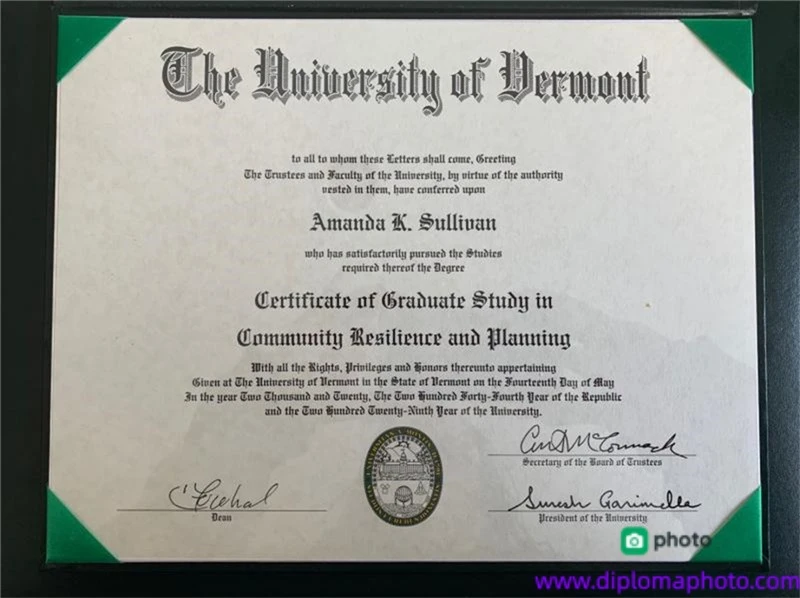 The University of Vermont
to all to whom these Letters shall come, Greeting
The Trustees and Faculty of the University, by virtue of the authority
vested in them, have conferred upon
Amanda K. Sullivan
who has satisfactorily pursued the Studies
required thereof the Degree
Certificate of Graduate Study in
Community Resilience and Planning
With all the Rights, Privileges and Honors thereunto appertaining
Given at The University of Vermont in the State of Vermont on the Fourteenth Day of May
In the year Two Thousand and Twenty, The Two Hundred Forty-Fourth Year of the Republic
and the Two Hundred Twenty-Ninth Year of the University.
Secretary of the Board of Trustees
Dean
Suresh Garimella
President of the University
photo
www.diplomaphoto.com